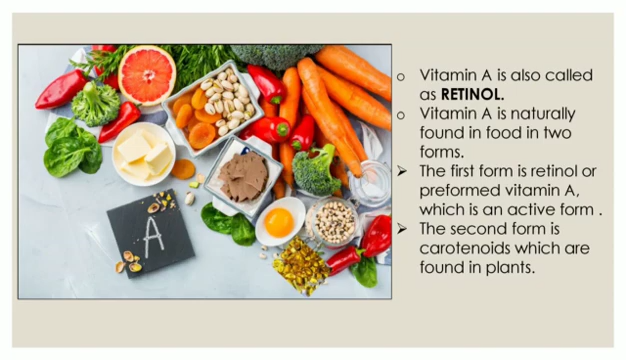 A
o Vitamin A is also called
as RETINOL.
o Vitamin A is naturally
found in food in two
forms.
➢ The first form is retinol or
preformed vitamin A,
which is an active form .
➢ The second form is
carotenoids which are
found in plants.